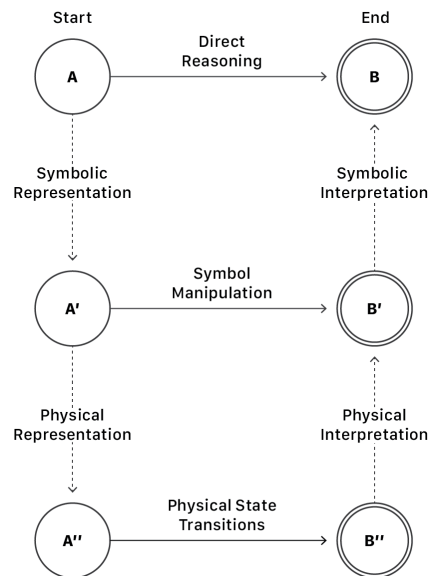 Start
End
Direct
Reasoning
A
B
Symbolic
Representation
Symbolic
Interpretation
Symbol
Manipulation
A′
B′
Physical
Representation
Physical
Interpretation
Physical State
Transitions
A′′
B′′